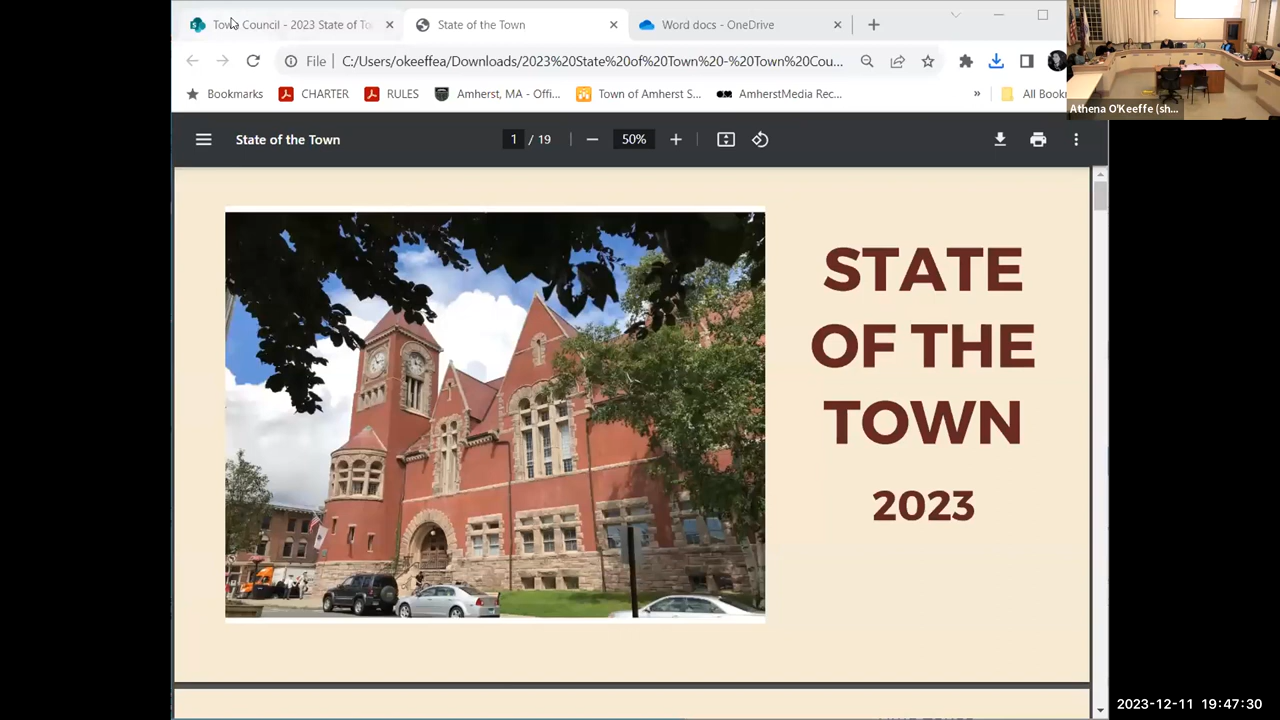 Town Council - 2023 State of To
State of the Town
Word docs - OneDrive
File
C:/Users/okeeffea/Downloads/2023%20State%20of%20Town%20-%20Town%20Cou...
Bookmarks
CHARTER
RULES
Amherst, MA - Offi...
Town of Amherst S...
AmherstMedia Rec...
»
All Bookm
Athena O'Keeffe (sh...
State of the Town
1 / 19
50%
STATE
OF THE
TOWN
2023
2023-12-11 19:47:30